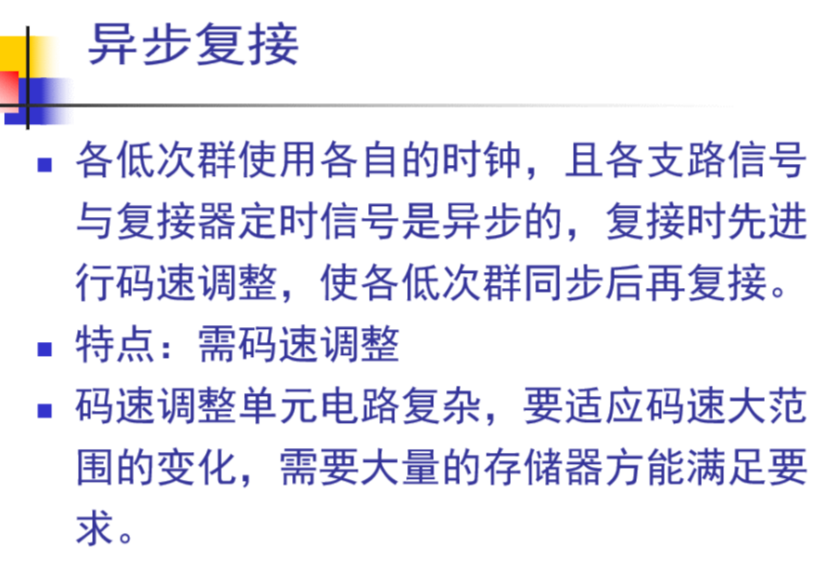 异步复接
各低次群使用各自的时钟，且各支路信号
与复接器定时信号是异步的，复接时先进
行码速调整，使各低次群同步后再复接。
特点：需码速调整
码速调整单元电路复杂，要适应码速大范
围的变化，需要大量的存储器方能满足要
求。